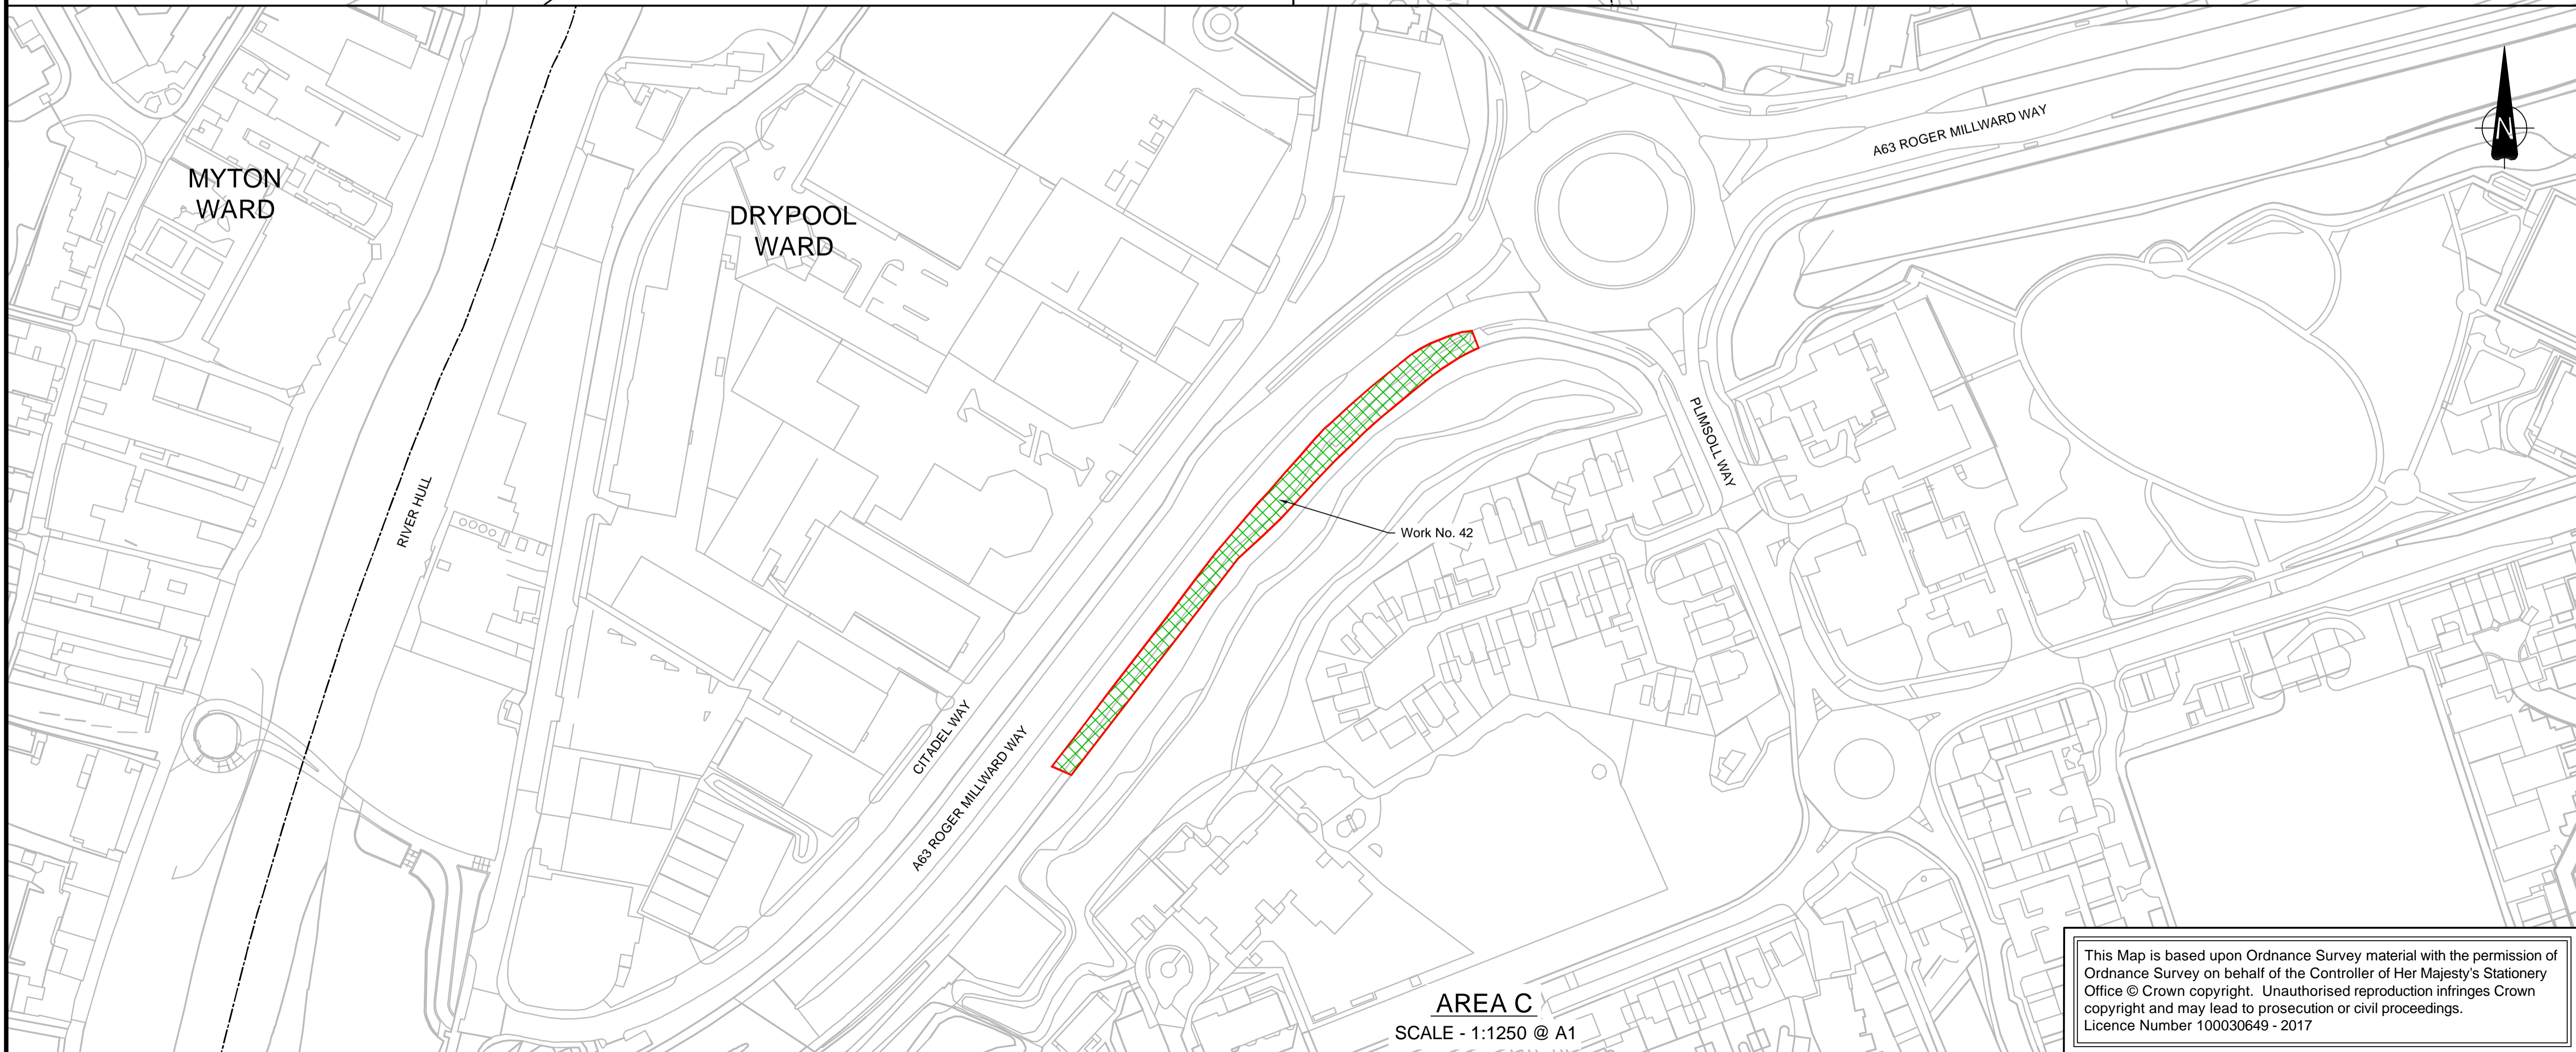 MYTON
WARD
DRYPOOL
WARD
A63 ROGER MILLWARD WAY
N
PLIMSOLL WAY
RIVER HULL
Work No. 42
CITADEL WAY
A63 ROGER MILLWARD WAY
AREA C
SCALE - 1:1250 @ A1
This Map is based upon Ordnance Survey material with the permission of
Ordnance Survey on behalf of the Controller of Her Majesty's Stationery
Office © Crown copyright. Unauthorised reproduction infringes Crown
copyright and may lead to prosecution or civil proceedings.
Licence Number 100030649 - 2017